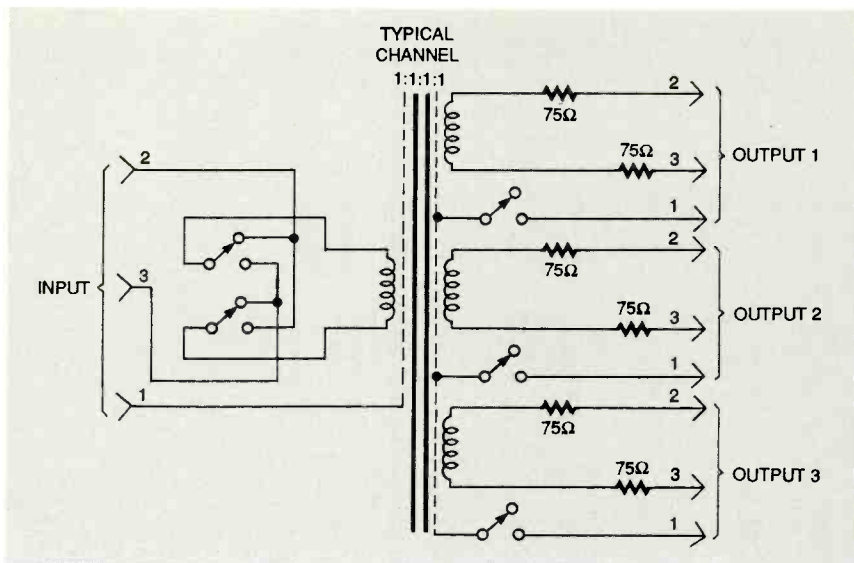 TYPICAL
CHANNEL
1:1:1:1
2
75Ω
75Ω
3
OUTPUT 1
1
2
3
INPUT
1
2
75Ω
75Ω
3
OUTPUT 2
1
2
75Ω
75Ω
3
OUTPUT 3
1